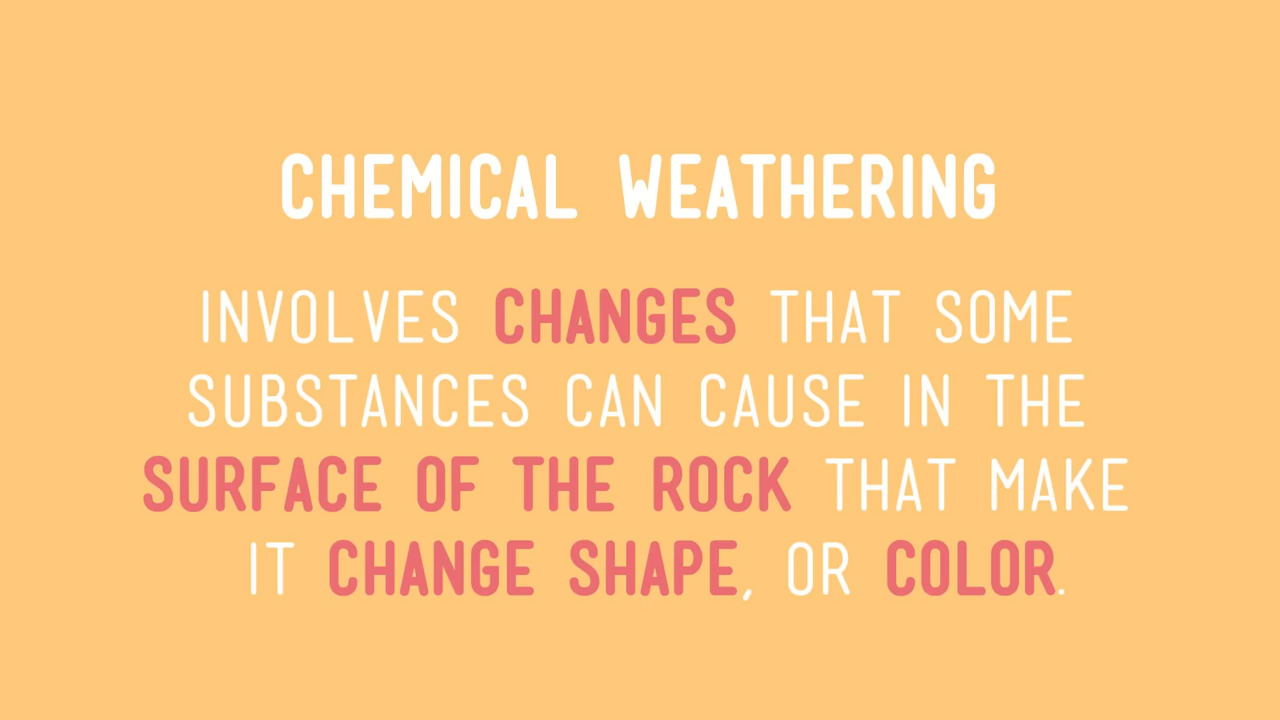 CHEMICAL WEATHERING
INVOLVES CHANGES THAT SOME
SUBSTANCES CAN CAUSE IN THE
SURFACE OF THE ROCK THAT MAKE
IT CHANGE SHAPE, OR COLOR.